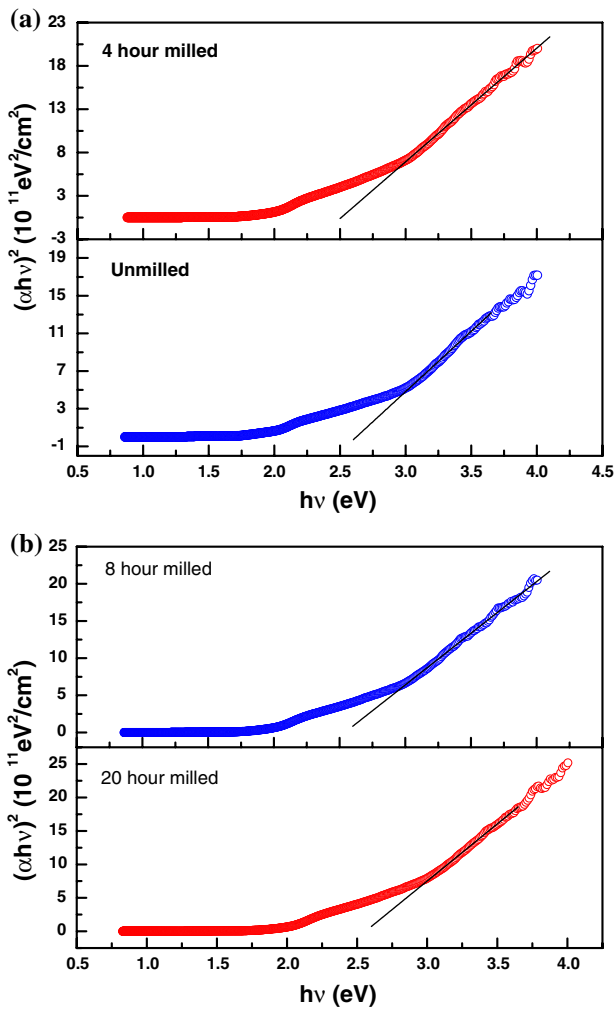 (a)
23
18
13
8
3
-3
4 hour milled
19
15
11
7
3
-1
Unmilled
(αhν)² (10 ¹¹eV²/cm²)
0.5 1.0 1.5 2.0 2.5 3.0 3.5 4.0 4.5
hν (eV)
(b)
25
20
15
10
5
0
8 hour milled
25
20
15
10
5
0
20 hour milled
(αhν)² (10 ¹¹eV²/cm²)
0.5 1.0 1.5 2.0 2.5 3.0 3.5 4.0
hν (eV)